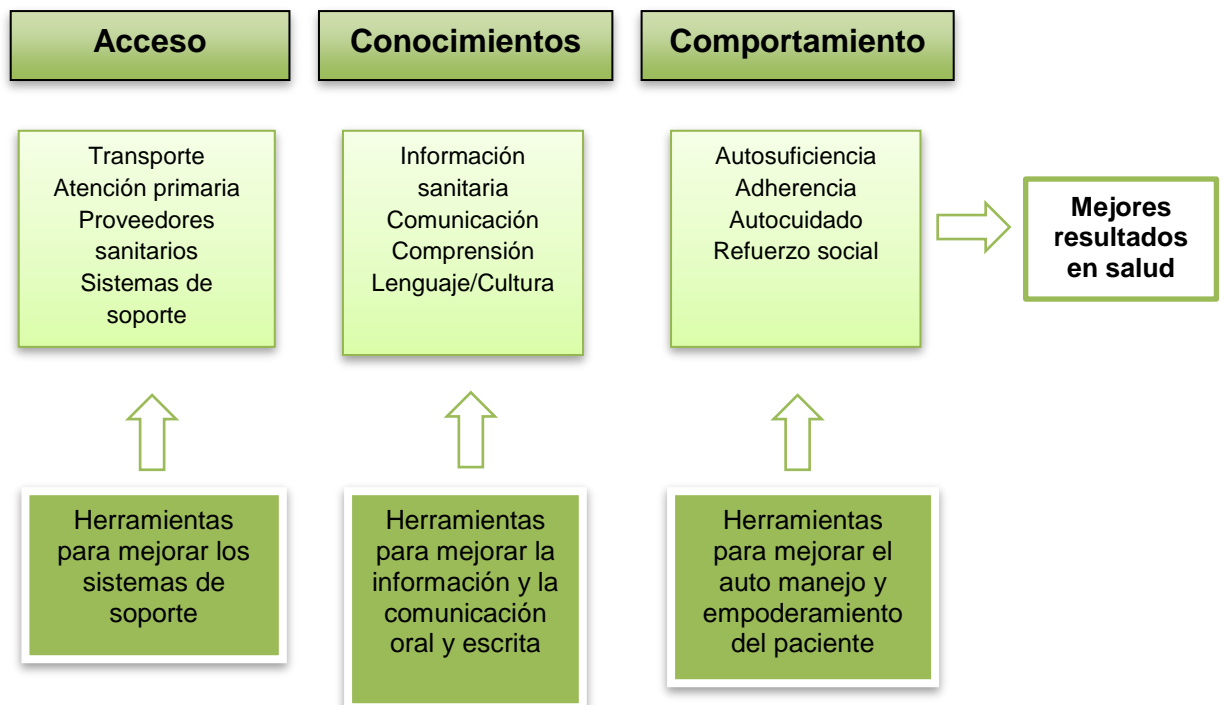 Acceso
Conocimientos
Comportamiento
Transporte
Atención primaria
Proveedores
sanitarios
Sistemas de
soporte
Información
sanitaria
Comunicación
Comprensión
Lenguaje/Cultura
Autosuficiencia
Adherencia
Autocuidado
Refuerzo social
Mejores
resultados
en salud
Herramientas
para mejorar los
sistemas de
soporte
Herramientas
para mejorar la
información y la
comunicación
oral y escrita
Herramientas
para mejorar el
auto manejo y
empoderamiento
del paciente